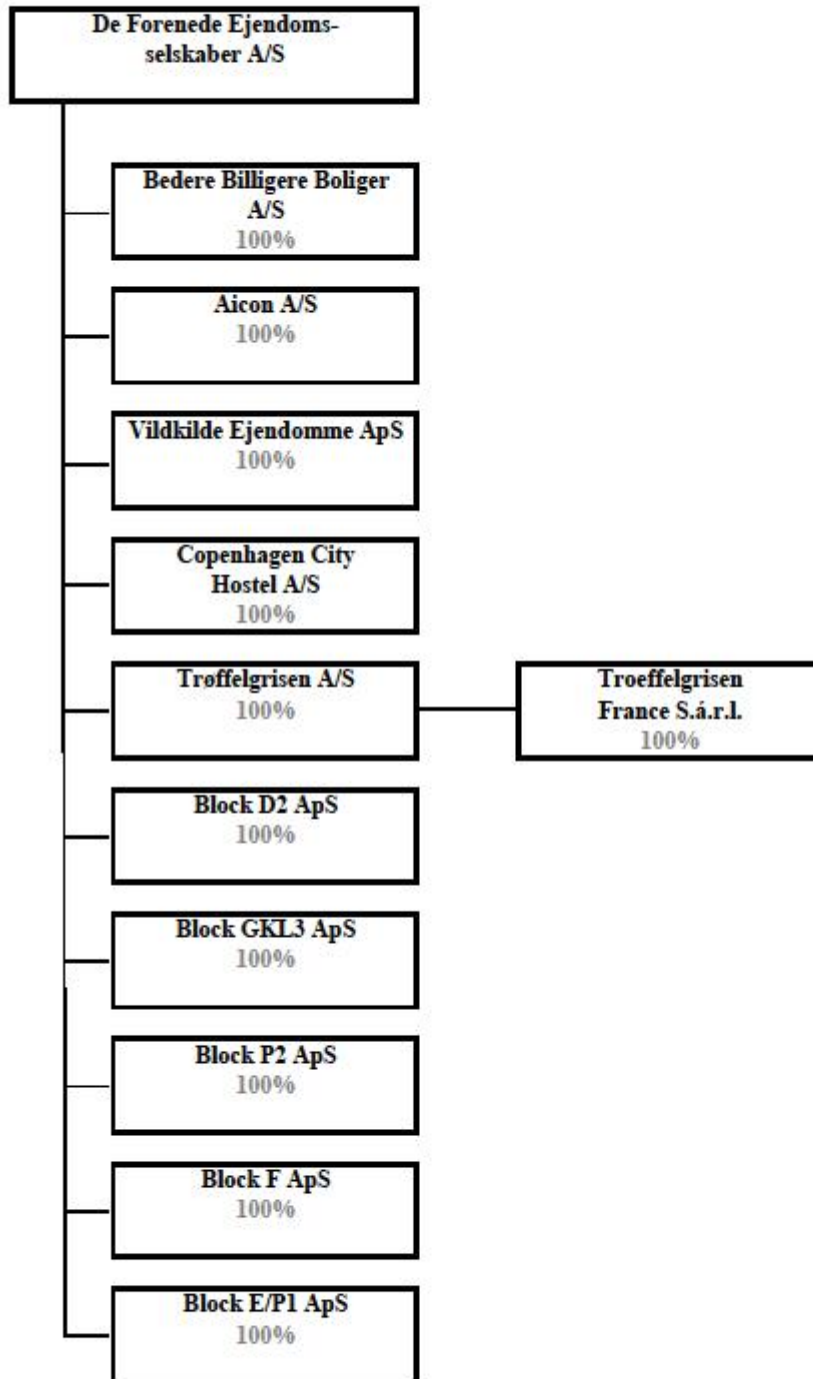 De Forenede Ejendoms-
selskaber A/S
Bedere Billigere Boliger
A/S
100%
Aicon A/S
100%
Vildkilde Ejendomme ApS
100%
Copenhagen City
Hostel A/S
100%
Trøffelgrisen A/S
100%
Troeffelgrisen
France S.á.r.l.
100%
Block D2 ApS
100%
Block GKL3 ApS
100%
Block P2 ApS
100%
Block F ApS
100%
Block E/P1 ApS
100%